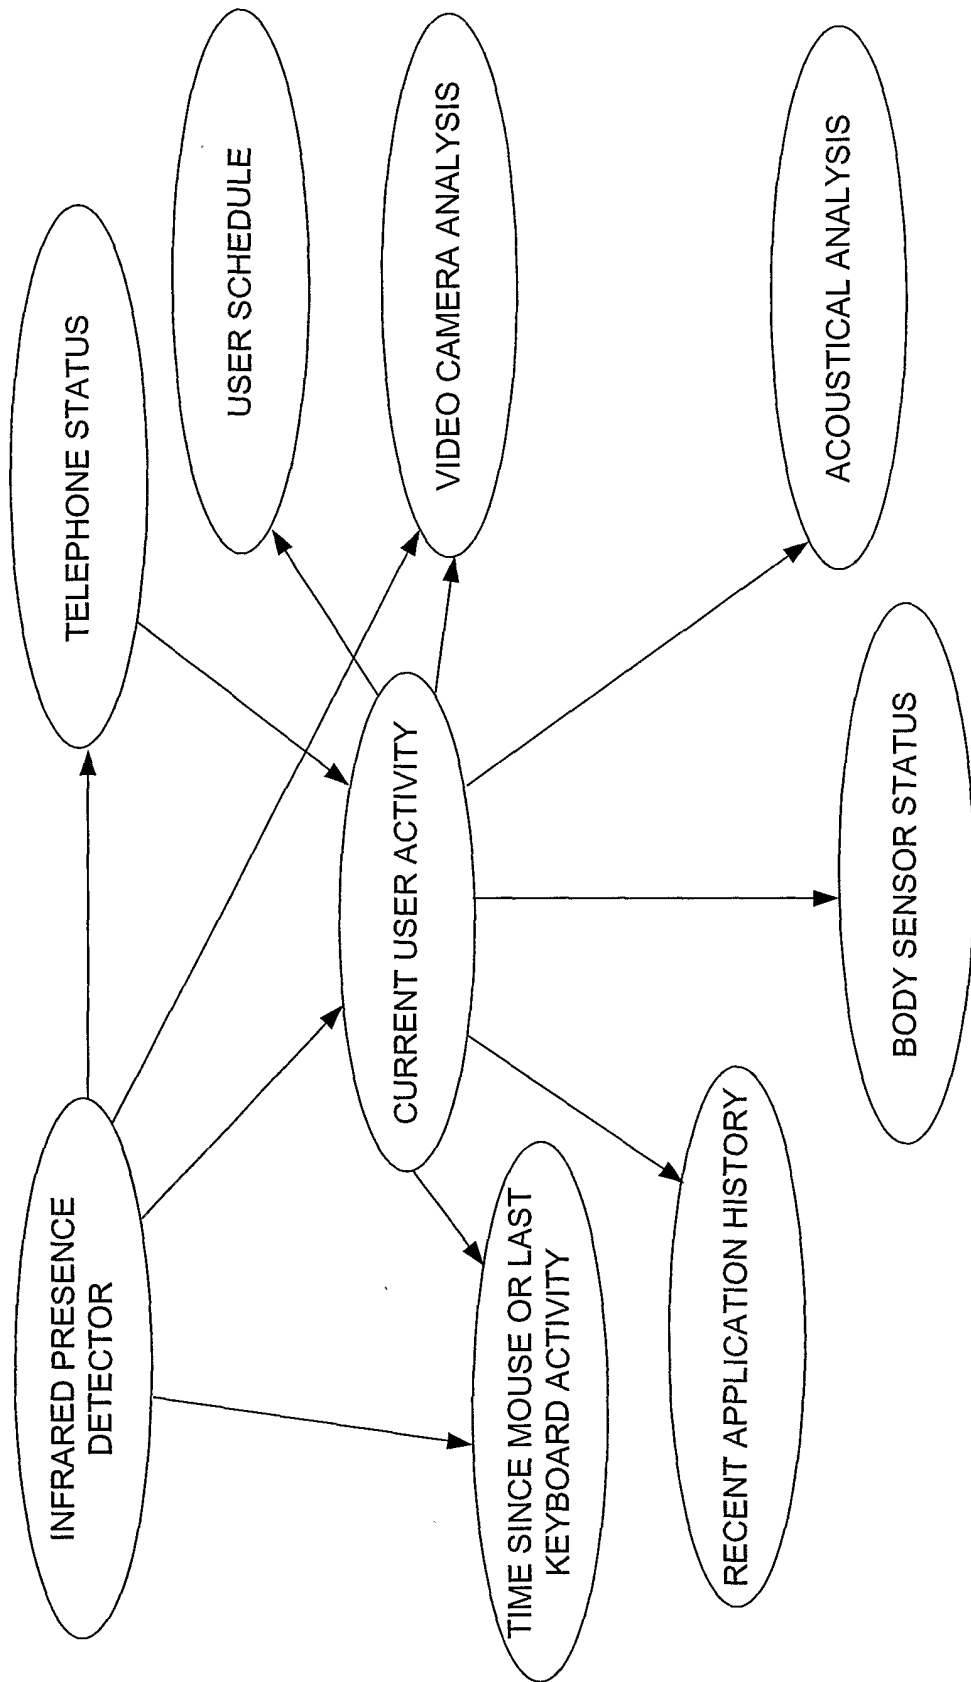 INFRARED PRESENCE
DETECTOR
TELEPHONE STATUS
USER SCHEDULE
CURRENT USER ACTIVITY
VIDEO CAMERA ANALYSIS
TIME SINCE MOUSE OR LAST
KEYBOARD ACTIVITY
RECENT APPLICATION HISTORY
BODY SENSOR STATUS
ACOUSTICAL ANALYSIS